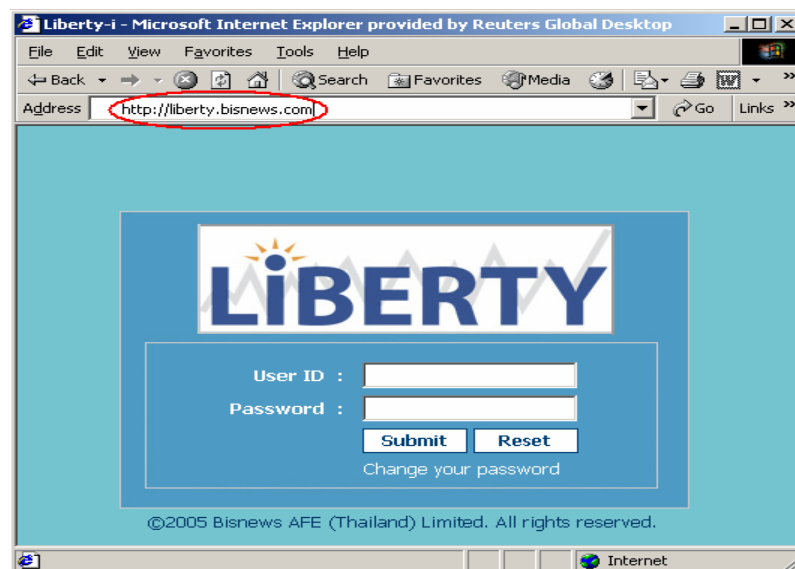 Liberty-i - Microsoft Internet Explorer provided by Reuters Global Desktop
File Edit View Favorites Tools Help
Back Search Favorites Media W »
Address http://liberty.bisnews.com Go Links »
LiBERTY
User ID :
Password :
Submit Reset
Change your password
©2005 Bisnews AFE (Thailand) Limited. All rights reserved.
Internet